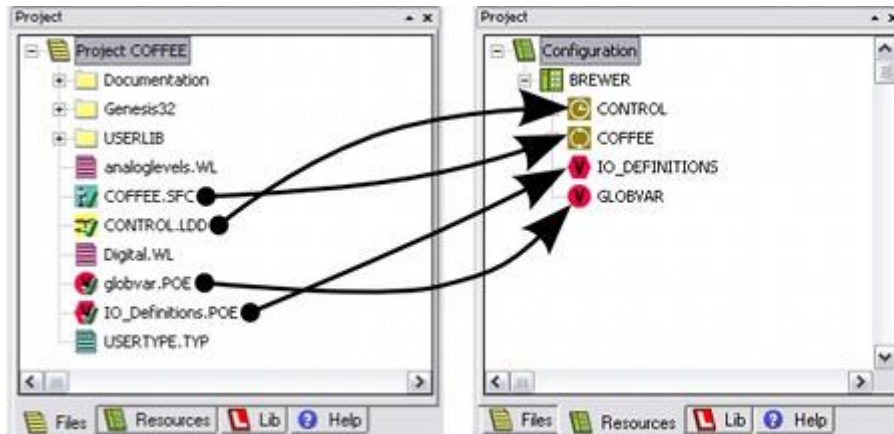 Project
Project COFFEE
Documentation
Genesis32
USERLIB
analoglevels.WL
COFFEE.SFC
CONTROL.LDD
Digital.WL
globvar.POE
IO_Definitions.POE
USERTYPE.TYP
Files Resources Lib Help
Project
Configuration
BREWER
CONTROL
COFFEE
IO_DEFINITIONS
GLOBVAR
Files Resources Lib Help